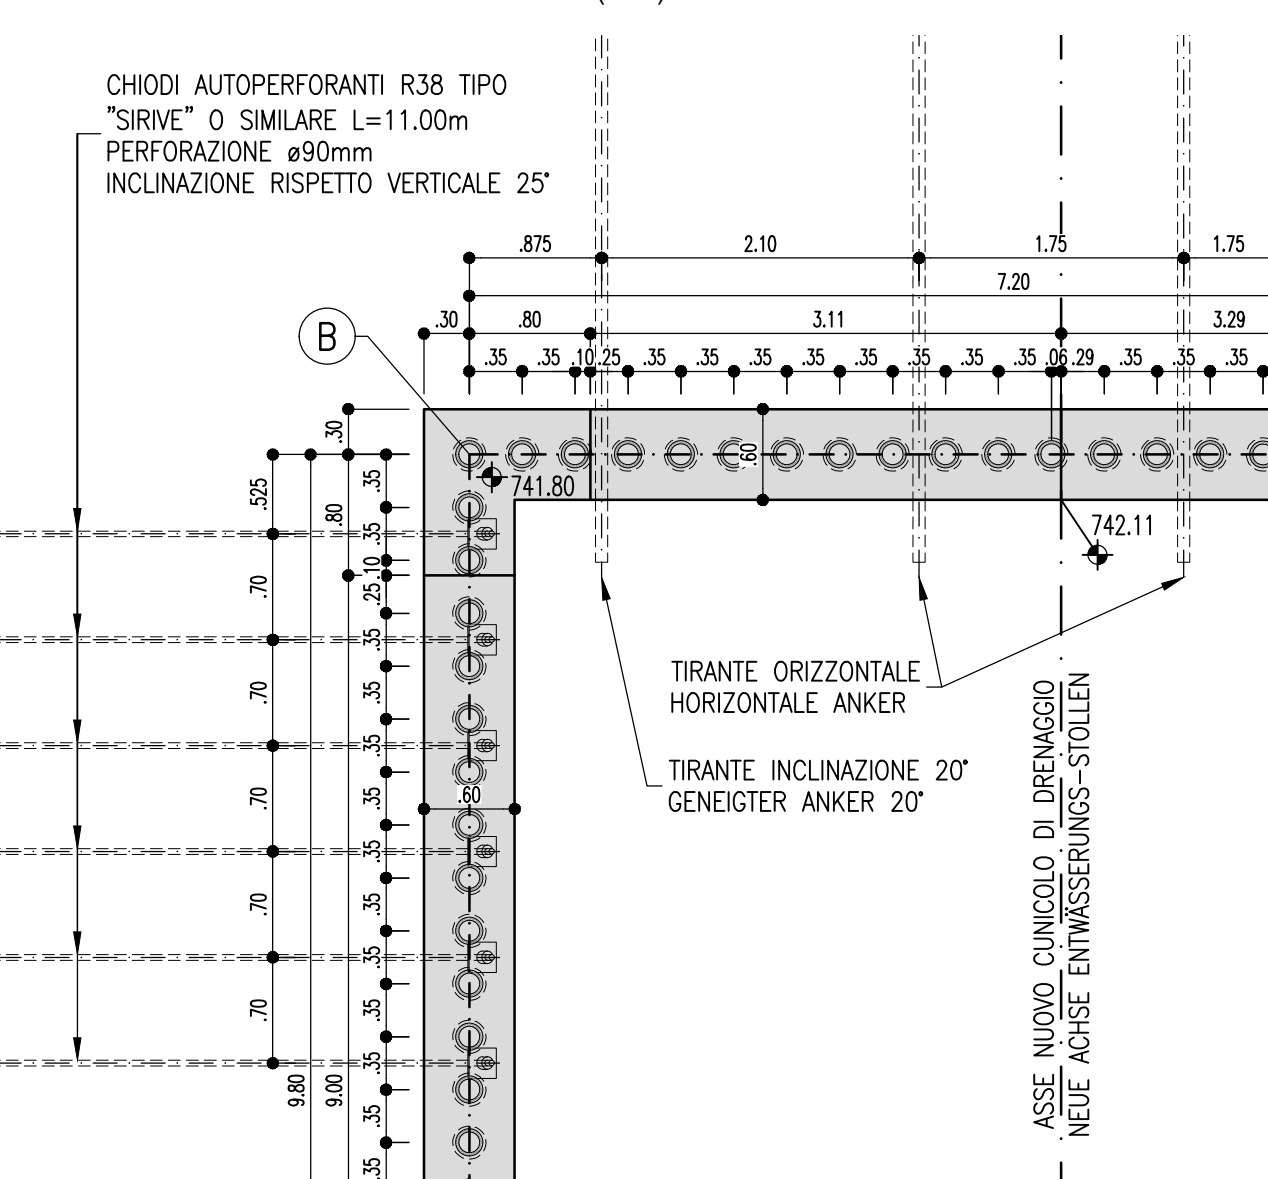 CHIODI AUTOPERFORANTI R38 TIPO
"SIRIVE" O SIMILARE L=11.00m
PERFORAZIONE ø90mm
INCLINAZIONE RISPETTO VERTICALE 25°
.875 2.10 1.75 1.75
7.20
.30 .80 3.11 3.29
.35 .35 .10 .25 .35 .35 .35 .35 .35 .35 .35 .35 .06 .29 .35 .35 .35
B
.30
.60
741.80
742.11
.525
.80
.35
.35
.10
.25
.70
.35
.70
.35
.35
.70
.35
.60
.35
.70
.35
.35
.70
.35
.35
9.80
9.00
.35
.35
TIRANTE ORIZZONTALE
HORIZONTALE ANKER
TIRANTE INCLINAZIONE 20°
GENEIGTER ANKER 20°
ASSE NUOVO CUNICOLO DI DRENAGGIO
NEUE ACHSE ENTWÄSSERUNGS-STOLLEN